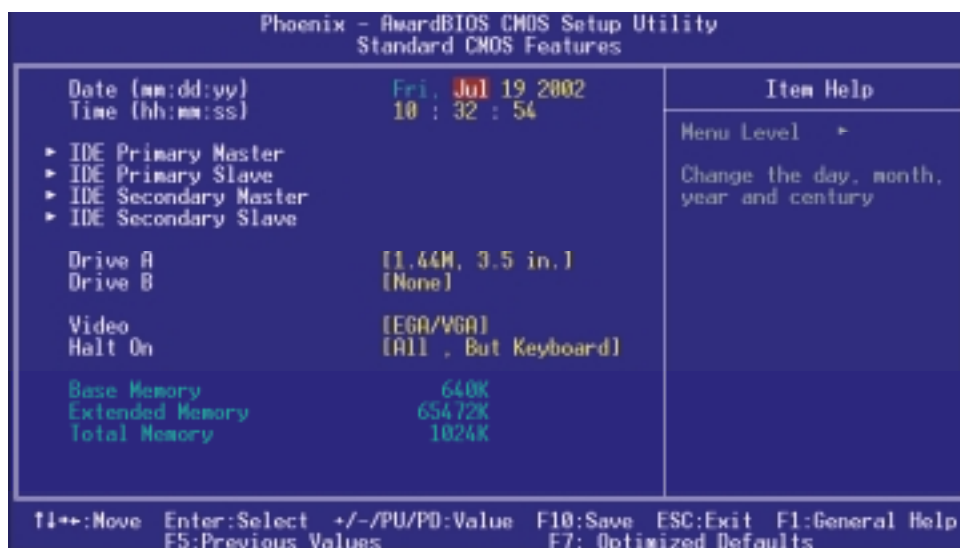 Phoenix - AwardBIOS CMOS Setup Utility
Standard CMOS Features
Date (mm:dd:yy) Fri, Jul 19 2002
Time (hh:mm:ss) 10 : 32 : 54
► IDE Primary Master
► IDE Primary Slave
► IDE Secondary Master
► IDE Secondary Slave
Drive A [1.44M, 3.5 in.]
Drive B [None]
Video [EGA/VGA]
Halt On [All , But Keyboard]
Base Memory 640K
Extended Memory 65472K
Total Memory 1024K
Item Help
Menu Level ►
Change the day, month,
year and century
↑↓→←:Move Enter:Select +/-/PU/PD:Value F10:Save ESC:Exit F1:General Help
F5:Previous Values F7: Optimized Defaults